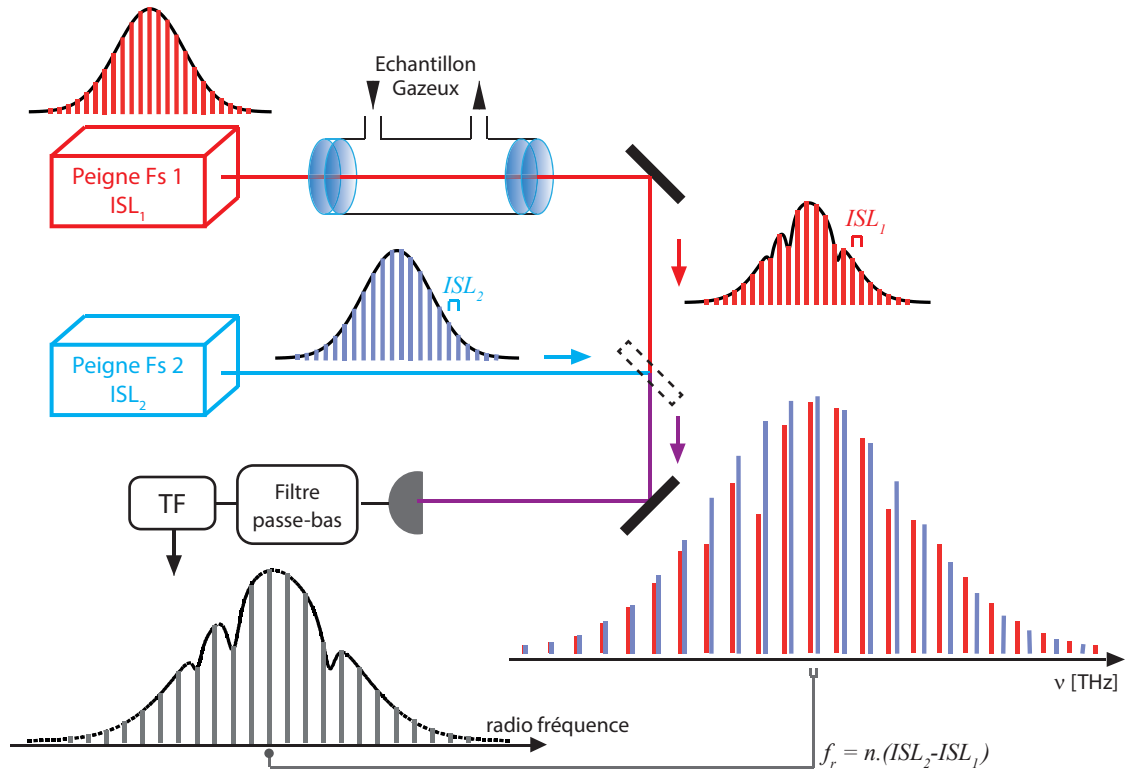 Echantillon
Gazeux
Peigne Fs 1
ISL₁
ISL₁
ISL₂
Peigne Fs 2
ISL₂
TF
Filtre
passe-bas
ν [THz]
radio fréquence
fᵣ = n.(ISL₂-ISL₁)